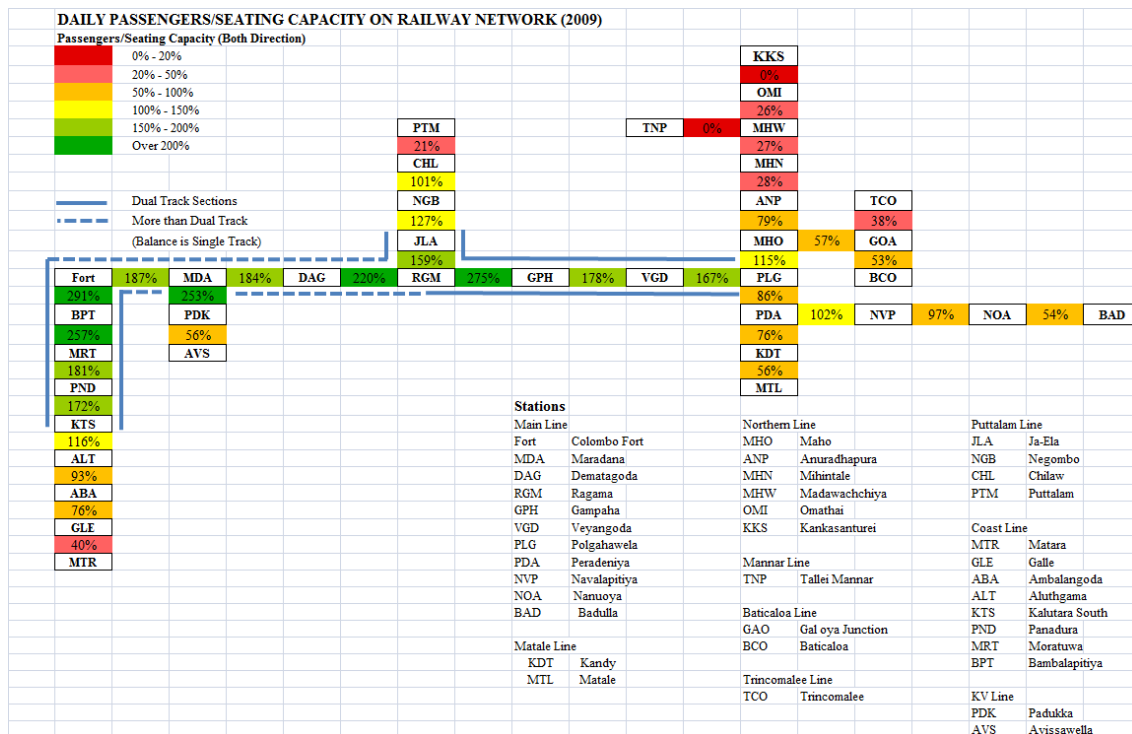 DAILY PASSENGERS/SEATING CAPACITY ON RAILWAY NETWORK (2009)
Passengers/Seating Capacity (Both Direction)
0% - 20% KKS
20% - 50% 0%
50% - 100% OMI
100% - 150% 26%
150% - 200% PTM TNP 0% MHW
Over 200% 21% 27%
CHL MHN
101% 28%
Dual Track Sections NGB ANP TCO
More than Dual Track 127% 79% 38%
(Balance is Single Track) JLA MHO 57% GOA
159% 115% 53%
Fort 187% MDA 184% DAG 220% RGM 275% GPH 178% VGD 167% PLG BCO
291% 253% 86%
BPT PDK PDA 102% NVP 97% NOA 54% BAD
257% 56% 76%
MRT AVS KDT
181% 56%
PND MTL
172% Stations
KTS Main Line Northern Line Puttalam Line
116% Fort Colombo Fort MHO Maho JLA Ja-Ela
ALT MDA Maradana ANP Anuradhapura NGB Negombo
93% DAG Dematagoda MHN Mihintale CHL Chilaw
ABA RGM Ragama MHW Madawachchiya PTM Puttalam
76% GPH Gampaha OMI Omathai
GLE VGD Veyangoda KKS Kankasanturei Coast Line
40% PLG Polgahawela MTR Matara
MTR PDA Peradeniya Mannar Line GLE Galle
NVP Navalapitiya TNP Tallei Mannar ABA Ambalangoda
NOA Nanuoya ALT Aluthgama
BAD Badulla Baticaloa Line KTS Kalutara South
GAO Gal oya Junction PND Panadura
Matale Line BCO Baticaloa MRT Moratuwa
KDT Kandy BPT Bambalapitiya
MTL Matale Trincomalee Line
TCO Trincomalee KV Line
PDK Padukka
AVS Avissawella